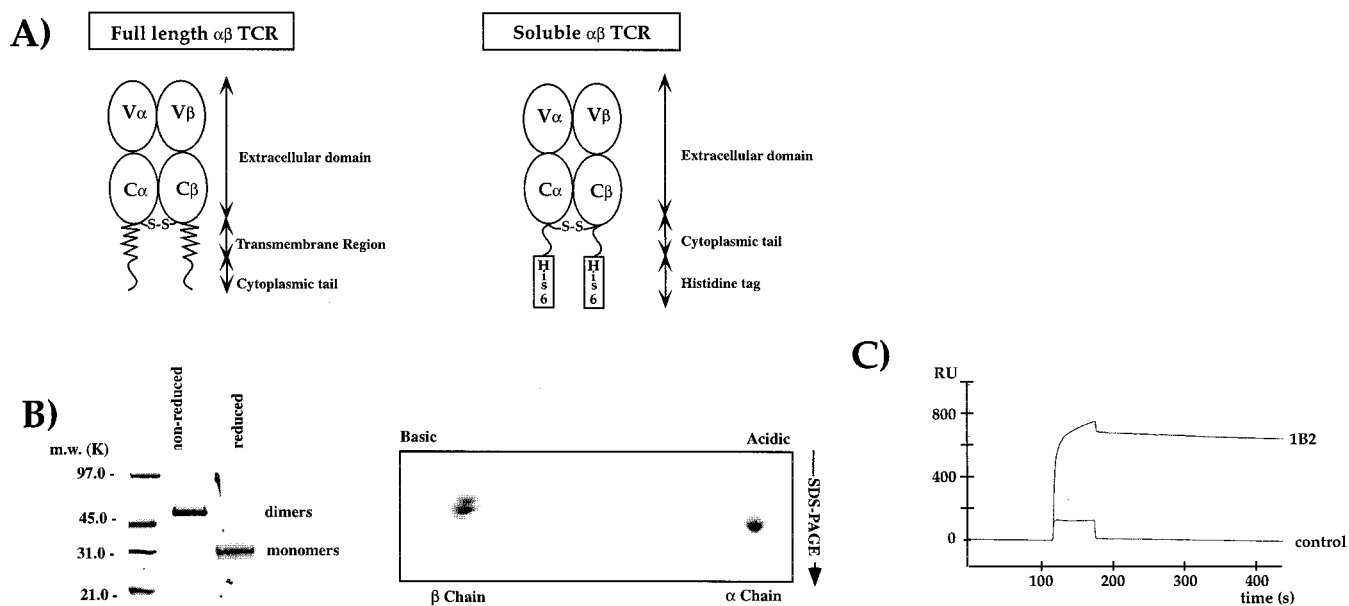 A)
Full length αβ TCR
Vα
Vβ
Cα
Cβ
S-S
Extracellular domain
Transmembrane Region
Cytoplasmic tail
Soluble αβ TCR
Vα
Vβ
Cα
Cβ
S-S
His6
His6
Extracellular domain
Cytoplasmic tail
Histidine tag
B)
m.w. (K)
non-reduced
reduced
97.0 -
45.0 -
31.0 -
21.0 -
dimers
monomers
Basic
Acidic
SDS-PAGE
β Chain
α Chain
C)
RU
800
400
0
100
200
300
400
time (s)
1B2
control